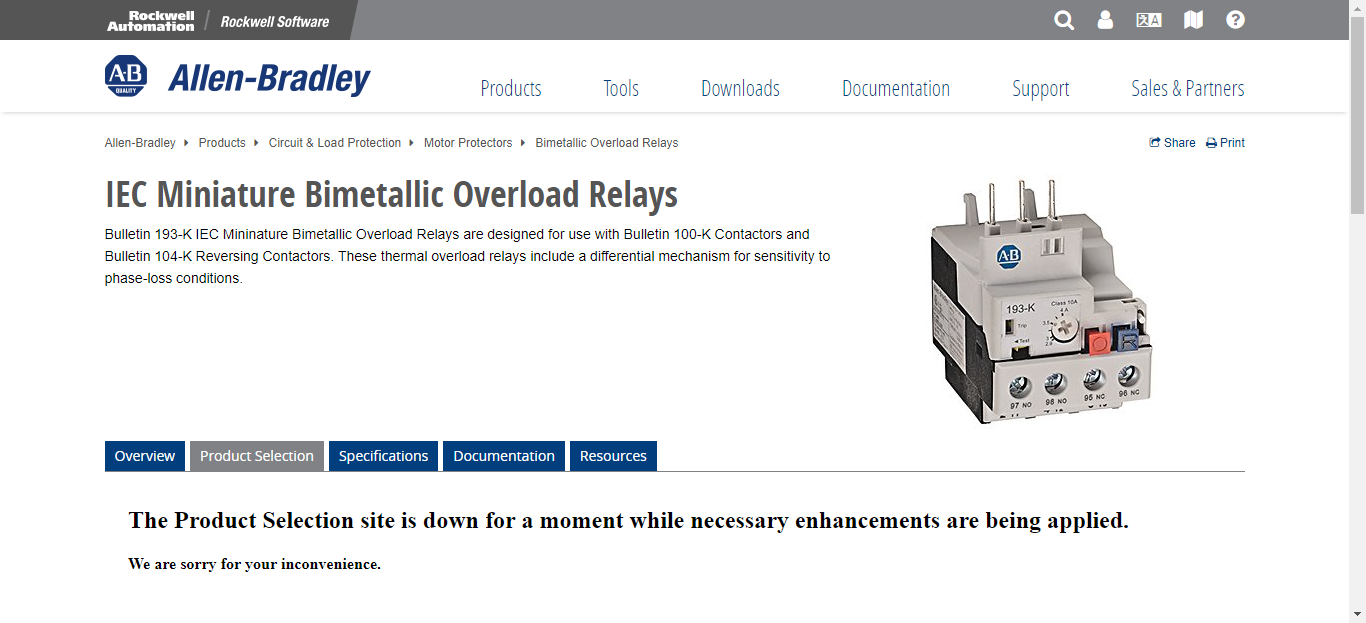 Rockwell Automation
Rockwell Software
Allen-Bradley
A-B
QUALITY
Products
Tools
Downloads
Documentation
Support
Sales & Partners
Allen-Bradley
Products
Circuit & Load Protection
Motor Protectors
Bimetallic Overload Relays
Share
Print
IEC Miniature Bimetallic Overload Relays
Bulletin 193-K IEC Mininature Bimetallic Overload Relays are designed for use with Bulletin 100-K Contactors and
Bulletin 104-K Reversing Contactors. These thermal overload relays include a differential mechanism for sensitivity to
phase-loss conditions.
A-B
193-K
Class 10A
4 A
Trip
3.5
Test
3
2.8
R
97 NO
98 NO
95 NC
96 NC
Overview
Product Selection
Specifications
Documentation
Resources
The Product Selection site is down for a moment while necessary enhancements are being applied.
We are sorry for your inconvenience.